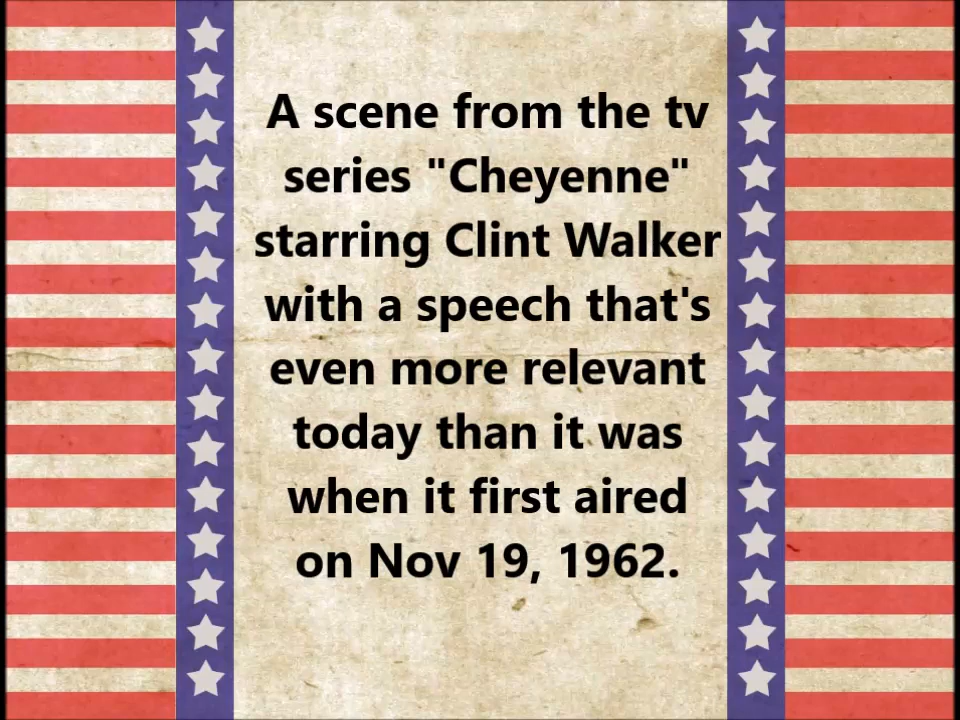 A scene from the tv
series "Cheyenne"
starring Clint Walker
with a speech that's
even more relevant
today than it was
when it first aired
on Nov 19, 1962.